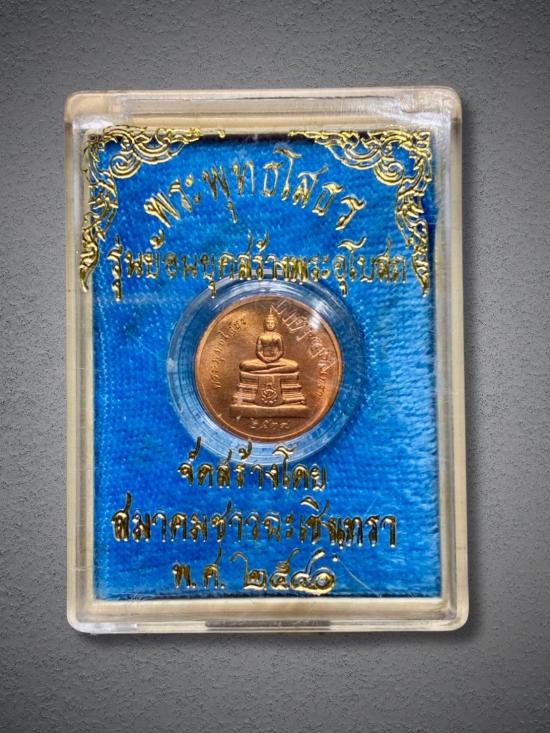 พระพุทธโสธร
รุ่นย้อนยุคสร้างพระอุโบสถ
จัดสร้างโดย
สมาคมชาวฉะเชิงเทรา
พ.ศ. ๒๕๔๐